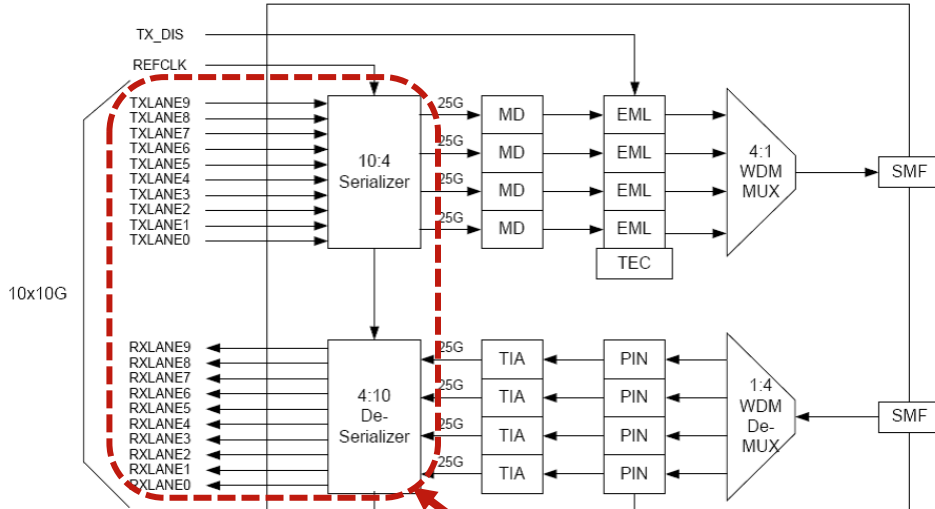 TX_DIS
REFCLK
TXLANE9
TXLANE8
TXLANE7
TXLANE6
TXLANE5
TXLANE4
TXLANE3
TXLANE2
TXLANE1
TXLANE0
10:4
Serializer
25G
25G
25G
25G
MD
MD
MD
MD
EML
EML
EML
EML
TEC
4:1
WDM
MUX
SMF
10x10G
RXLANE9
RXLANE8
RXLANE7
RXLANE6
RXLANE5
RXLANE4
RXLANE3
RXLANE2
RXLANE1
RXLANE0
4:10
De-
Serializer
25G
25G
25G
25G
TIA
TIA
TIA
TIA
PIN
PIN
PIN
PIN
1:4
WDM
De-
MUX
SMF